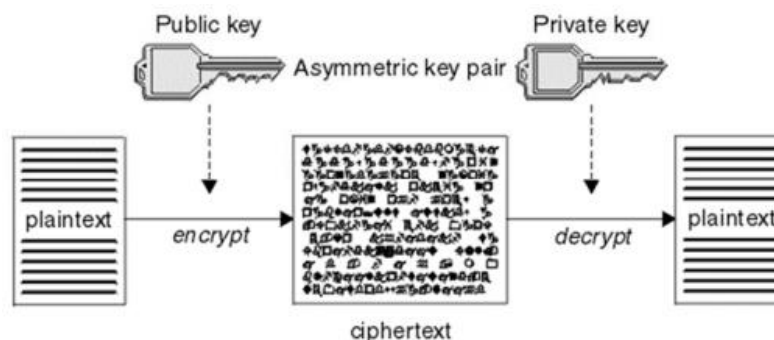 Public key
Private key
Asymmetric key pair
plaintext
encrypt
decrypt
plaintext
ciphertext